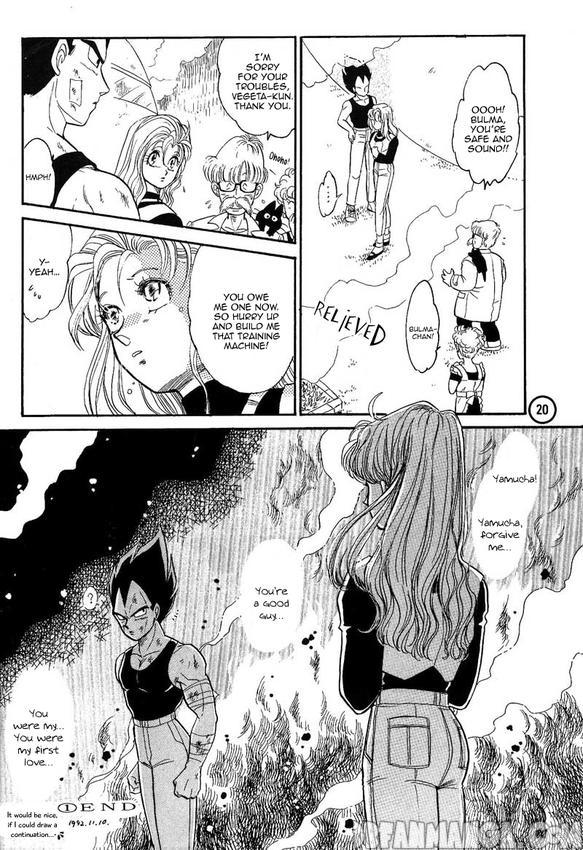 OOOH!
BULMA,
YOU'RE
SAFE AND
SOUND!!
...
BULMA-
CHAN!
RELIEVED
I'M
SORRY
FOR YOUR
TROUBLES,
VEGETA-KUN.
THANK YOU.
Ohoho!
HMPH!
YOU OWE
ME ONE NOW.
SO HURRY UP
AND BUILD ME
THAT TRAINING
MACHINE!
Y-
YEAH...
20
Yamucha!
Yamucha,
forgive
me...
You're
a good
guy...
?
You
were my...
You were
my first
love...
END
1992.11.10.
It would be nice,
if I could draw a
continuation...